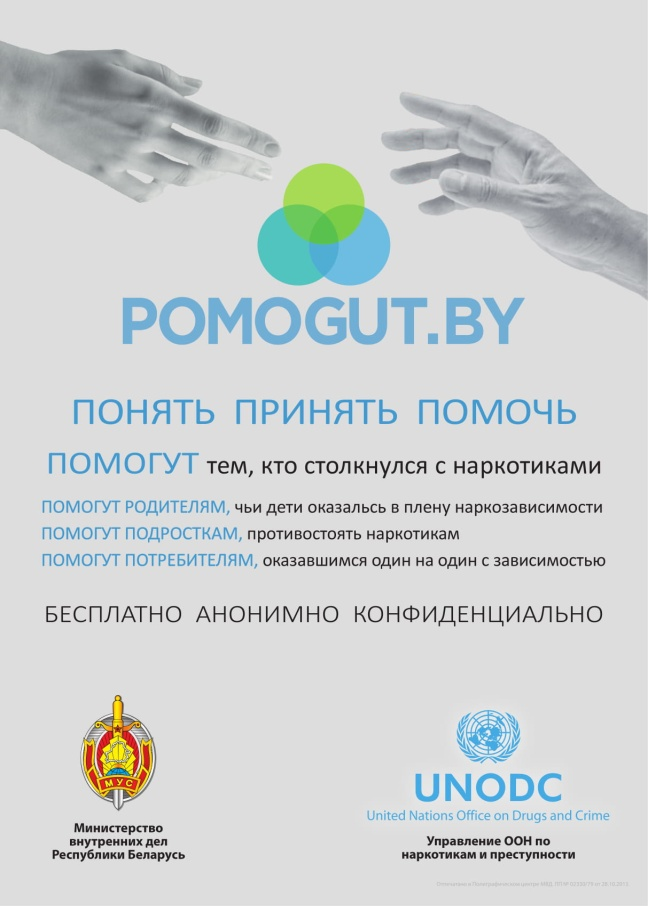 POMOGUT.BY
ПОНЯТЬ ПРИНЯТЬ ПОМОЧЬ
ПОМОГУТ тем, кто столкнулся с наркотиками
ПОМОГУТ РОДИТЕЛЯМ, чьи дети оказальсь в плену наркозависимости
ПОМОГУТ ПОДРОСТКАМ, противостоять наркотикам
ПОМОГУТ ПОТРЕБИТЕЛЯМ, оказавшимся один на один с зависимостью
БЕСПЛАТНО АНОНИМНО КОНФИДЕНЦИАЛЬНО
МУС
Министерство
внутренних дел
Республики Беларусь
UNODC
United Nations Office on Drugs and Crime
Управление ООН по
наркотикам и преступности